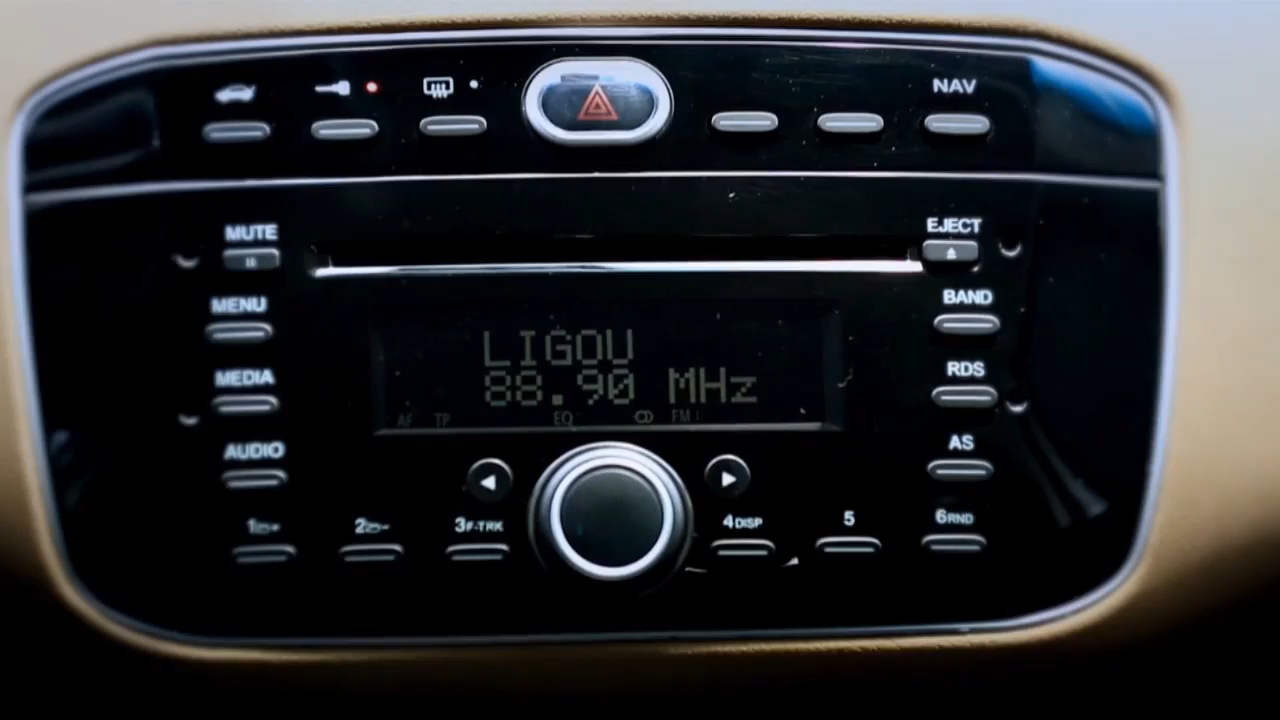 NAV
MUTE
EJECT
MENU
BAND
LIGOU
88.90 MHz
MEDIA
RDS
AF TP EQ FM
AUDIO
AS
1 2 3F-TRK 4DISP 5 6RND